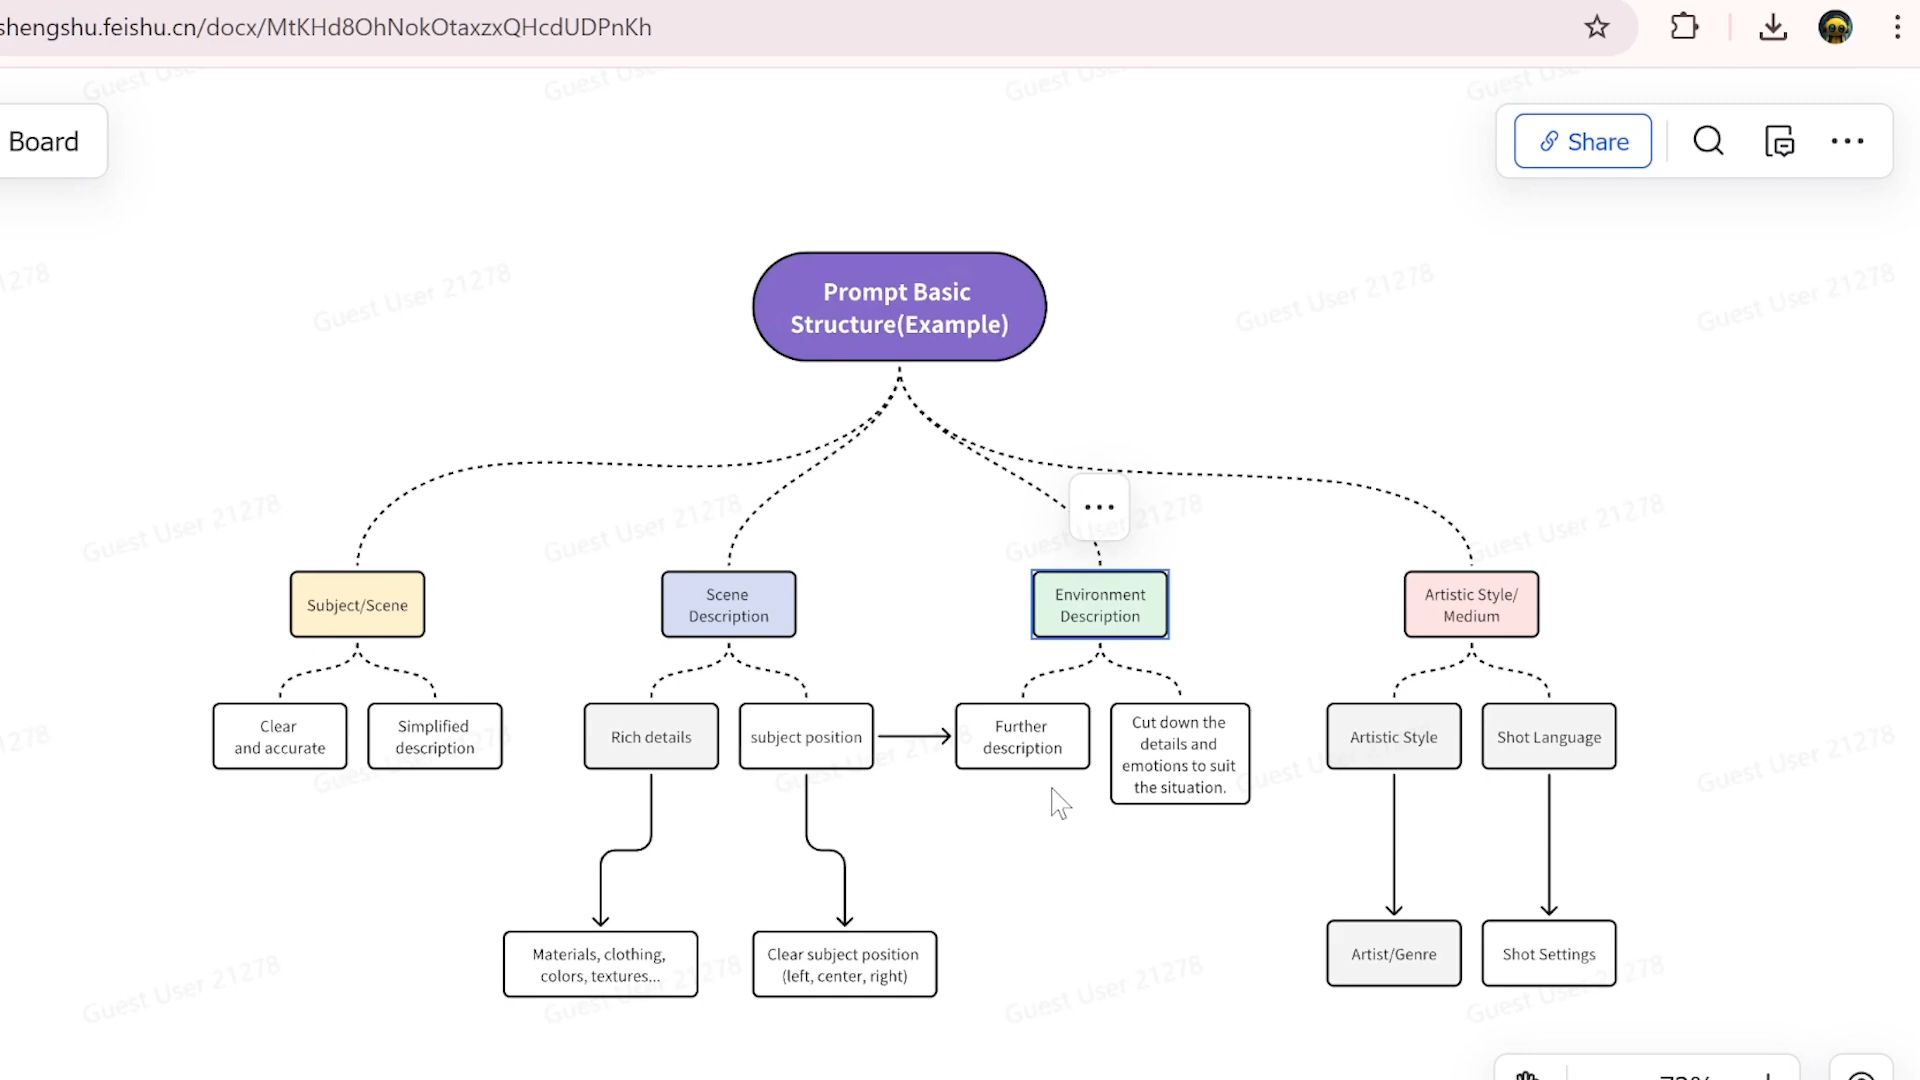 shengshu.feishu.cn/docx/MtKHd8OhNokOtaxzxQHcdUDPnKh
Board
Share
Prompt Basic
Structure(Example)
Subject/Scene
Scene
Description
Environment
Description
Artistic Style/
Medium
Clear
and accurate
Simplified
description
Rich details
subject position
Further
description
Cut down the
details and
emotions to suit
the situation.
Artistic Style
Shot Language
Materials, clothing,
colors, textures...
Clear subject position
(left, center, right)
Artist/Genre
Shot Settings
Guest User 21278